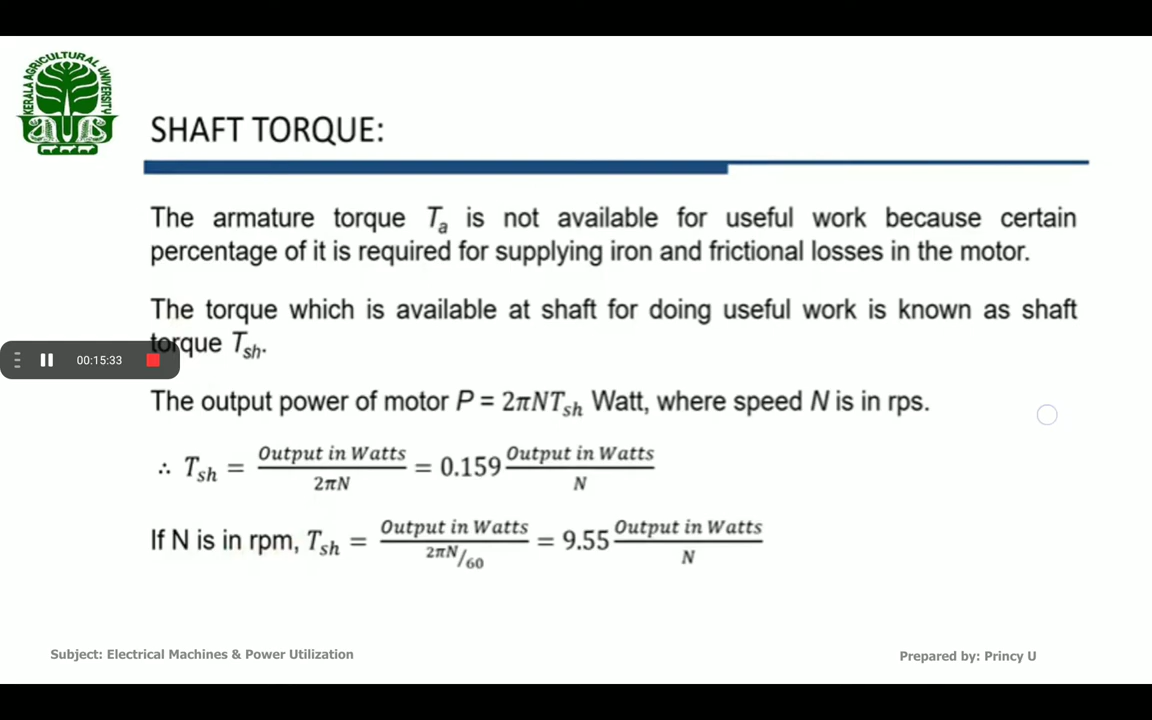 KERALA AGRICULTURAL UNIVERSITY
SHAFT TORQUE:
The armature torque Tₐ is not available for useful work because certain
percentage of it is required for supplying iron and frictional losses in the motor.
The torque which is available at shaft for doing useful work is known as shaft
torque Tsh.
00:15:33
The output power of motor P = 2πNTsh Watt, where speed N is in rps.
∴ Tsh = Output in Watts / 2πN = 0.159 Output in Watts / N
If N is in rpm, Tsh = Output in Watts / 2πN/60 = 9.55 Output in Watts / N
Subject: Electrical Machines & Power Utilization
Prepared by: Princy U